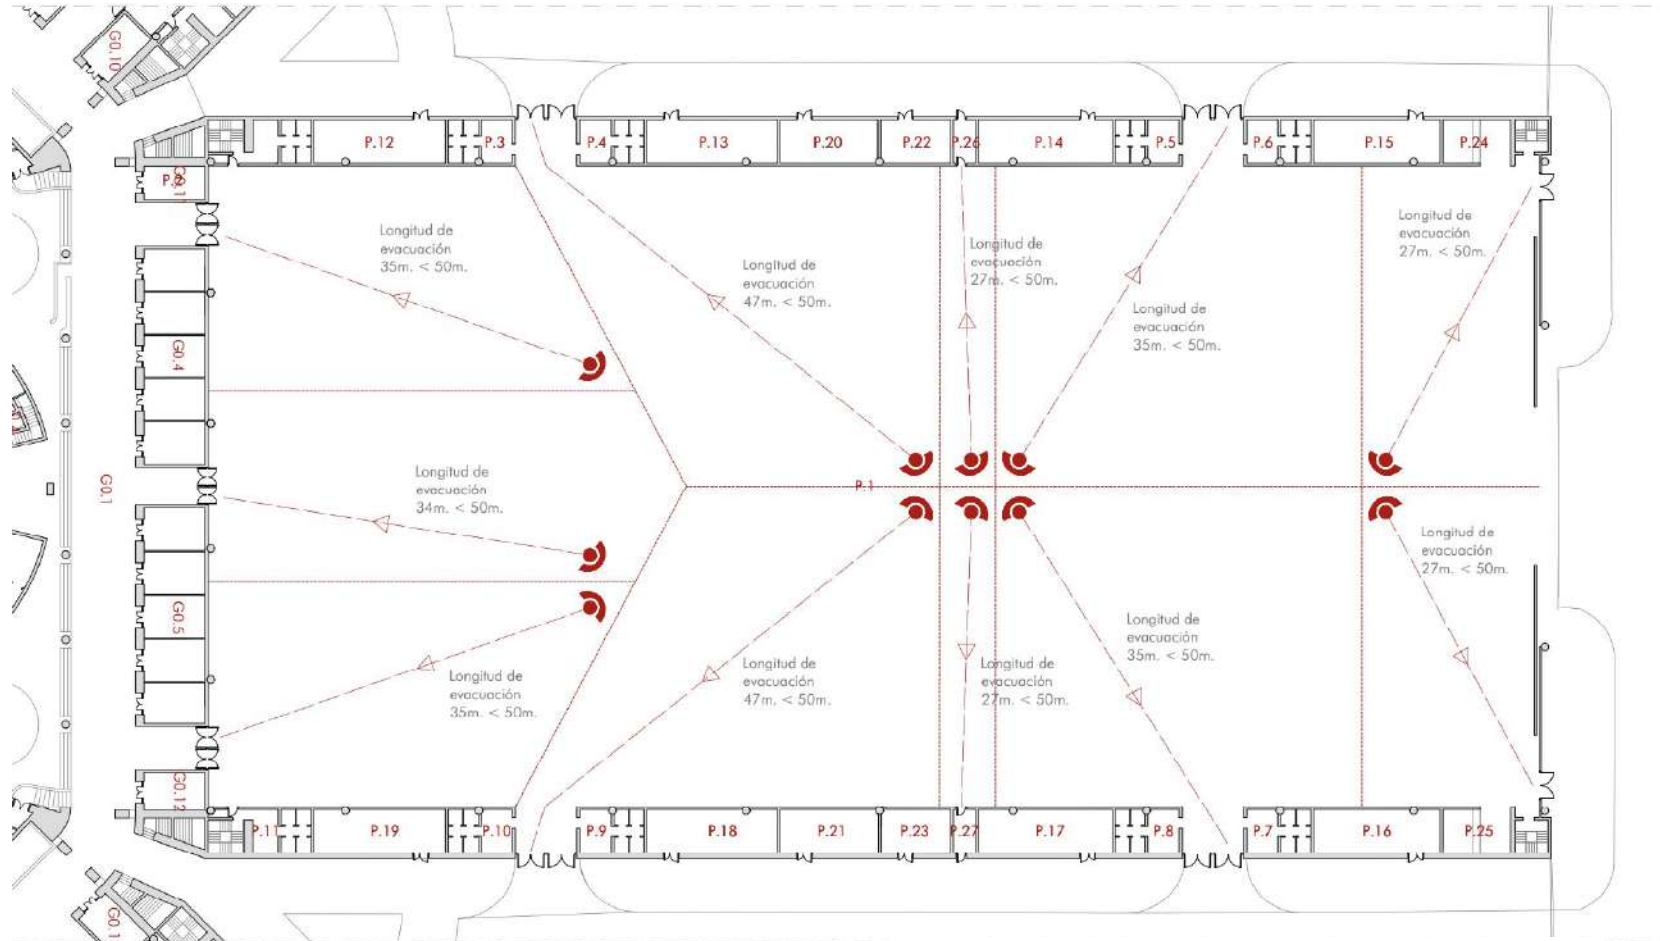 G0.10
P.12
P.3
P.4
P.13
P.20
P.22
P.26
P.14
P.5
P.6
P.15
P.24
P.2
Longitud de
evacuación
35m. < 50m.
Longitud de
evacuación
47m. < 50m.
Longitud de
evacuación
27m. < 50m.
Longitud de
evacuación
35m. < 50m.
Longitud de
evacuación
27m. < 50m.
G0.4
G0.1
Longitud de
evacuación
34m. < 50m.
P.1
Longitud de
evacuación
27m. < 50m.
G0.5
Longitud de
evacuación
35m. < 50m.
Longitud de
evacuación
47m. < 50m.
Longitud de
evacuación
27m. < 50m.
Longitud de
evacuación
35m. < 50m.
G0.12
P.11
P.19
P.10
P.9
P.18
P.21
P.23
P.27
P.17
P.8
P.7
P.16
P.25